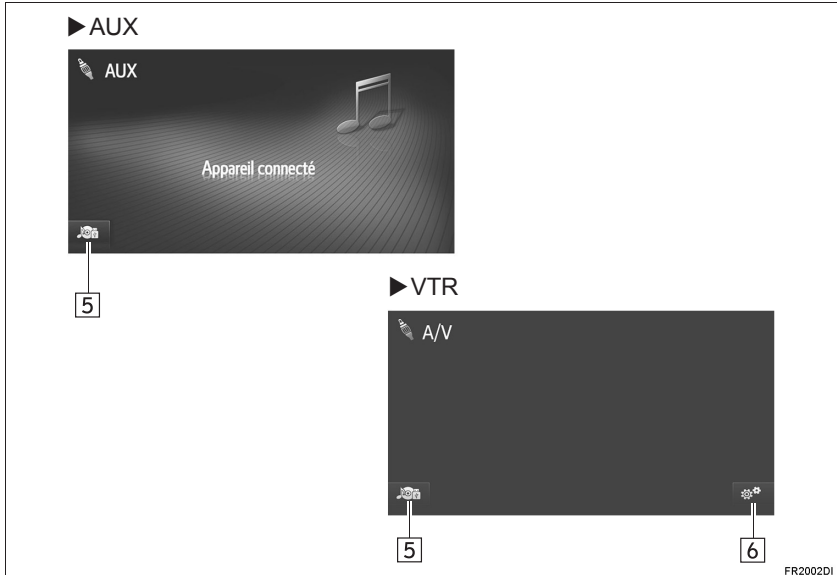 ▶AUX
AUX
Appareil connecté
5
▶VTR
A/V
5
6
FR2002DI